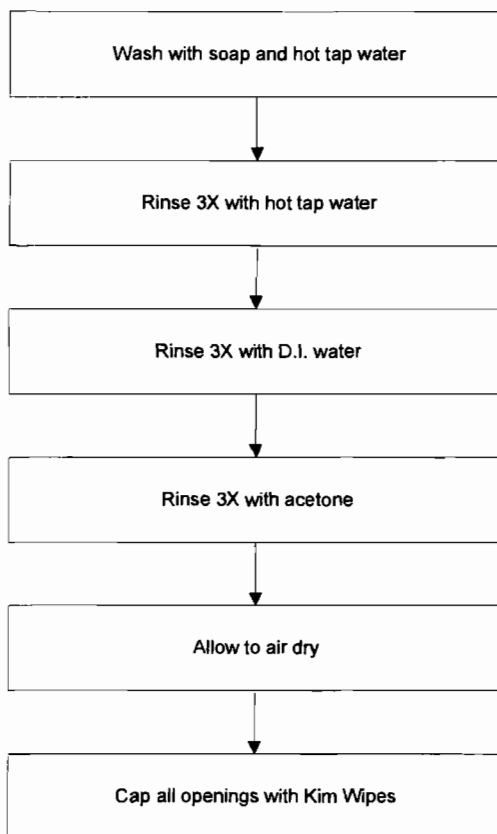 Wash with soap and hot tap water
Rinse 3X with hot tap water
Rinse 3X with D.I. water
Rinse 3X with acetone
Allow to air dry
Cap all openings with Kim Wipes